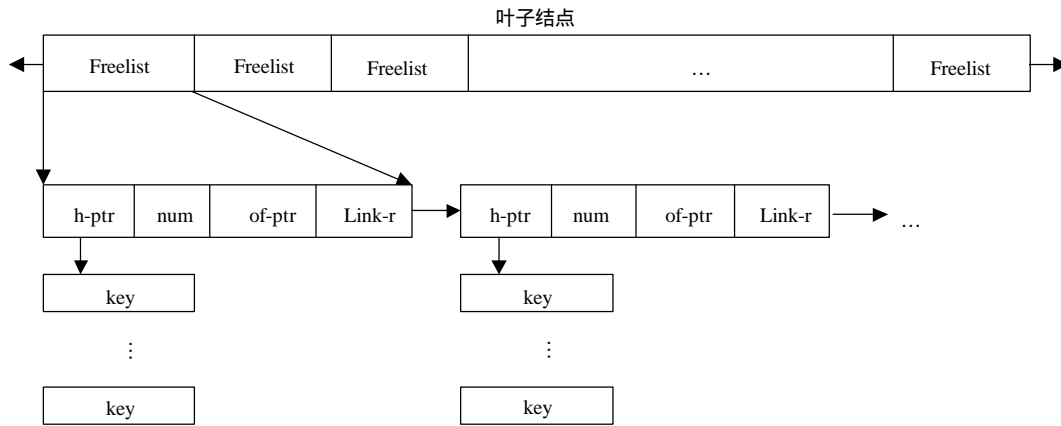 叶子结点
Freelist Freelist Freelist … Freelist
h-ptr num of-ptr Link-r h-ptr num of-ptr Link-r …
key key
⋮ ⋮
key key